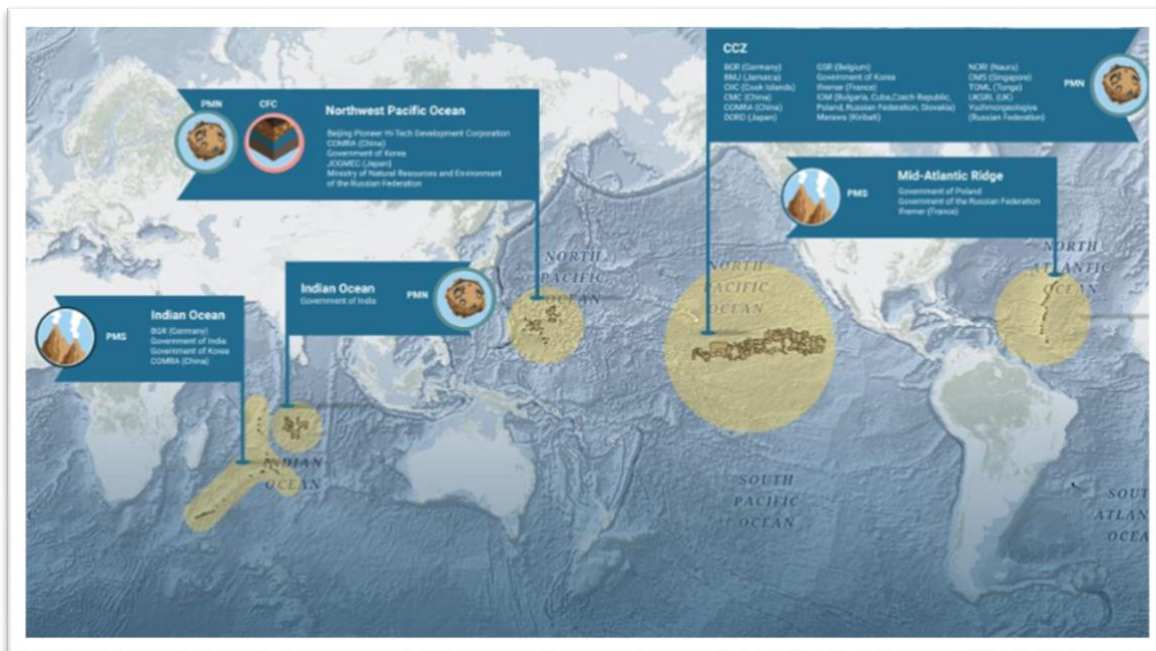 CCZ
BGR (Germany)
BMJ (Jamaica)
CIIC (Cook Islands)
CMC (China)
COMRA (China)
DORD (Japan)
GSR (Belgium)
Government of Korea
Ifremer (France)
IOM (Bulgaria, Cuba,Czech Republic,
Poland, Russian Federation, Slovakia)
Marawa (Kiribati)
NORI (Nauru)
OMS (Singapore)
TOML (Tonga)
UKSRL (UK)
Yuzhmorgeologiya
(Russian Federation)
PMN
PMN
CFC
Northwest Pacific Ocean
Beijing Pioneer Hi-Tech Development Corporation
COMRA (China)
Government of Korea
JOGMEC (Japan)
Ministry of Natural Resources and Environment
of the Russian Federation
PMS
Mid-Atlantic Ridge
Government of Poland
Government of the Russian Federation
Ifremer (France)
Indian Ocean
Government of India
PMN
PMS
Indian Ocean
BGR (Germany)
Government of India
Government of Korea
COMRA (China)
NORTH
PACIFIC
OCEAN
NORTH
PACIFIC
OCEAN
NORTH
ATLANTIC
OCEAN
INDIAN
OCEAN
SOUTH
PACIFIC
OCEAN
SOUT
ATLAN
OCEA